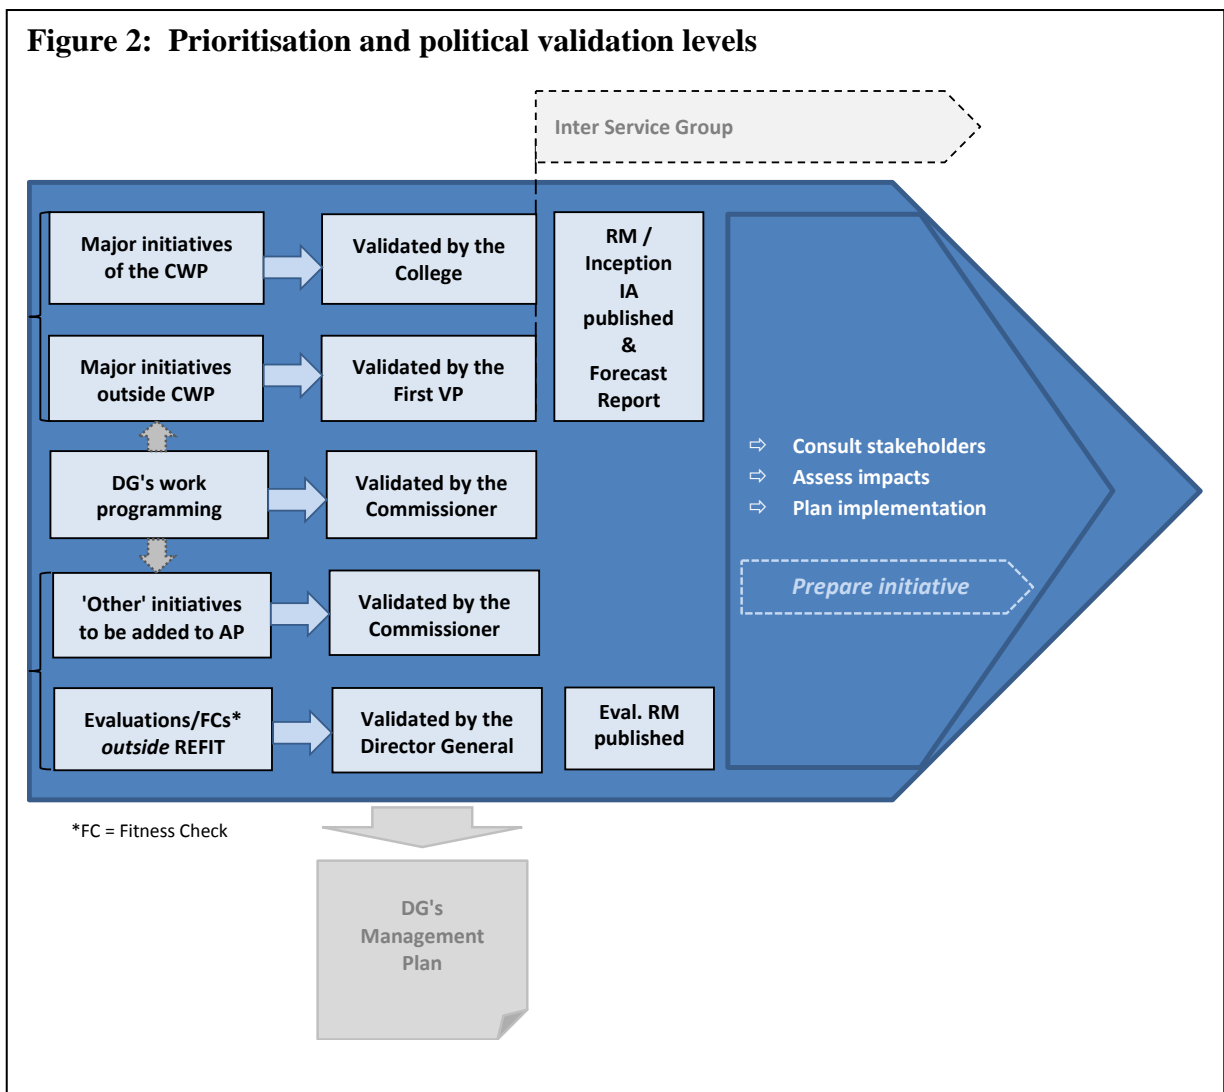 Figure 2: Prioritisation and political validation levels
Inter Service Group
Major initiatives
of the CWP
Validated by the
College
RM /
Inception
IA
published
&
Forecast
Report
Major initiatives
outside CWP
Validated by the
First VP
DG's work
programming
Validated by the
Commissioner
⇨ Consult stakeholders
⇨ Assess impacts
⇨ Plan implementation
Prepare initiative
'Other' initiatives
to be added to AP
Validated by the
Commissioner
Evaluations/FCs*
outside REFIT
Validated by the
Director General
Eval. RM
published
*FC = Fitness Check
DG's
Management
Plan